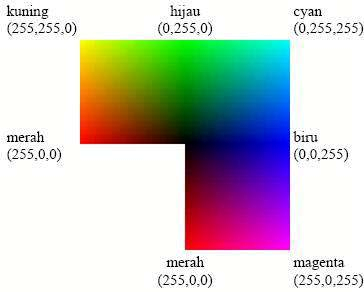 kuning
(255,255,0)
hijau
(0,255,0)
cyan
(0,255,255)
merah
(255,0,0)
biru
(0,0,255)
merah
(255,0,0)
magenta
(255,0,255)